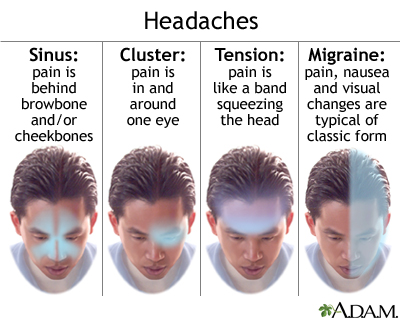 Headaches
Sinus:
pain is
behind
browbone
and/or
cheekbones
Cluster:
pain is
in and
around
one eye
Tension:
pain is
like a band
squeezing
the head
Migraine:
pain, nausea
and visual
changes are
typical of
classic form
ADAM.